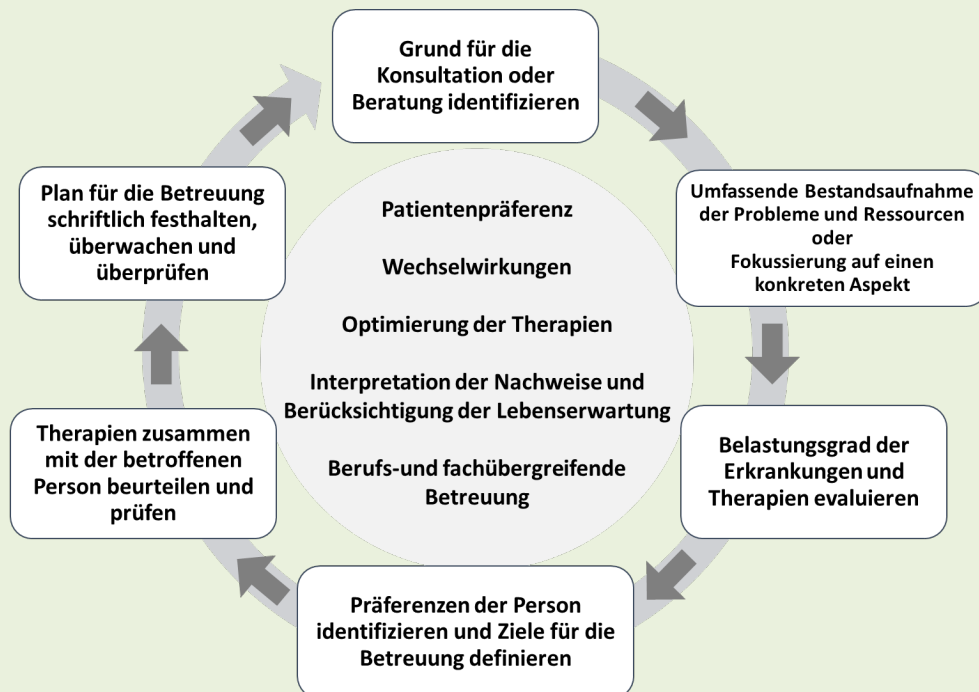 Grund für die
Konsultation oder
Beratung identifizieren
Umfassende Bestandsaufnahme
der Probleme und Ressourcen
oder
Fokussierung auf einen
konkreten Aspekt
Belastungsgrad der
Erkrankungen und
Therapien evaluieren
Präferenzen der Person
identifizieren und Ziele für die
Betreuung definieren
Therapien zusammen
mit der betroffenen
Person beurteilen und
prüfen
Plan für die Betreuung
schriftlich festhalten,
überwachen und
überprüfen
Patientenpräferenz
Wechselwirkungen
Optimierung der Therapien
Interpretation der Nachweise und
Berücksichtigung der Lebenserwartung
Berufs-und fachübergreifende
Betreuung